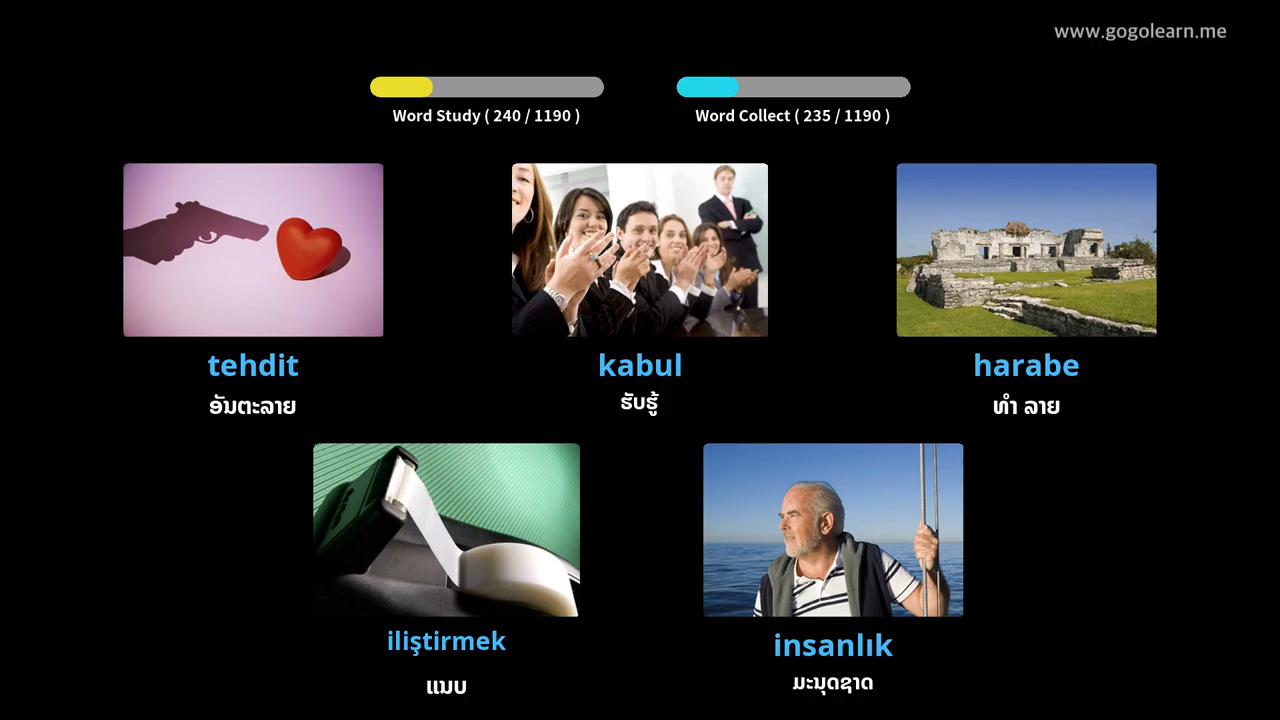 www.gogolearn.me
Word Study ( 240 / 1190 )
Word Collect ( 235 / 1190 )
tehdit
kabul
harabe
ອັນຕະລາຍ
ຮັບຮູ້
ທຳ ລາຍ
iliştirmek
insanlık
ແນບ
ມະນຸດຊາດ